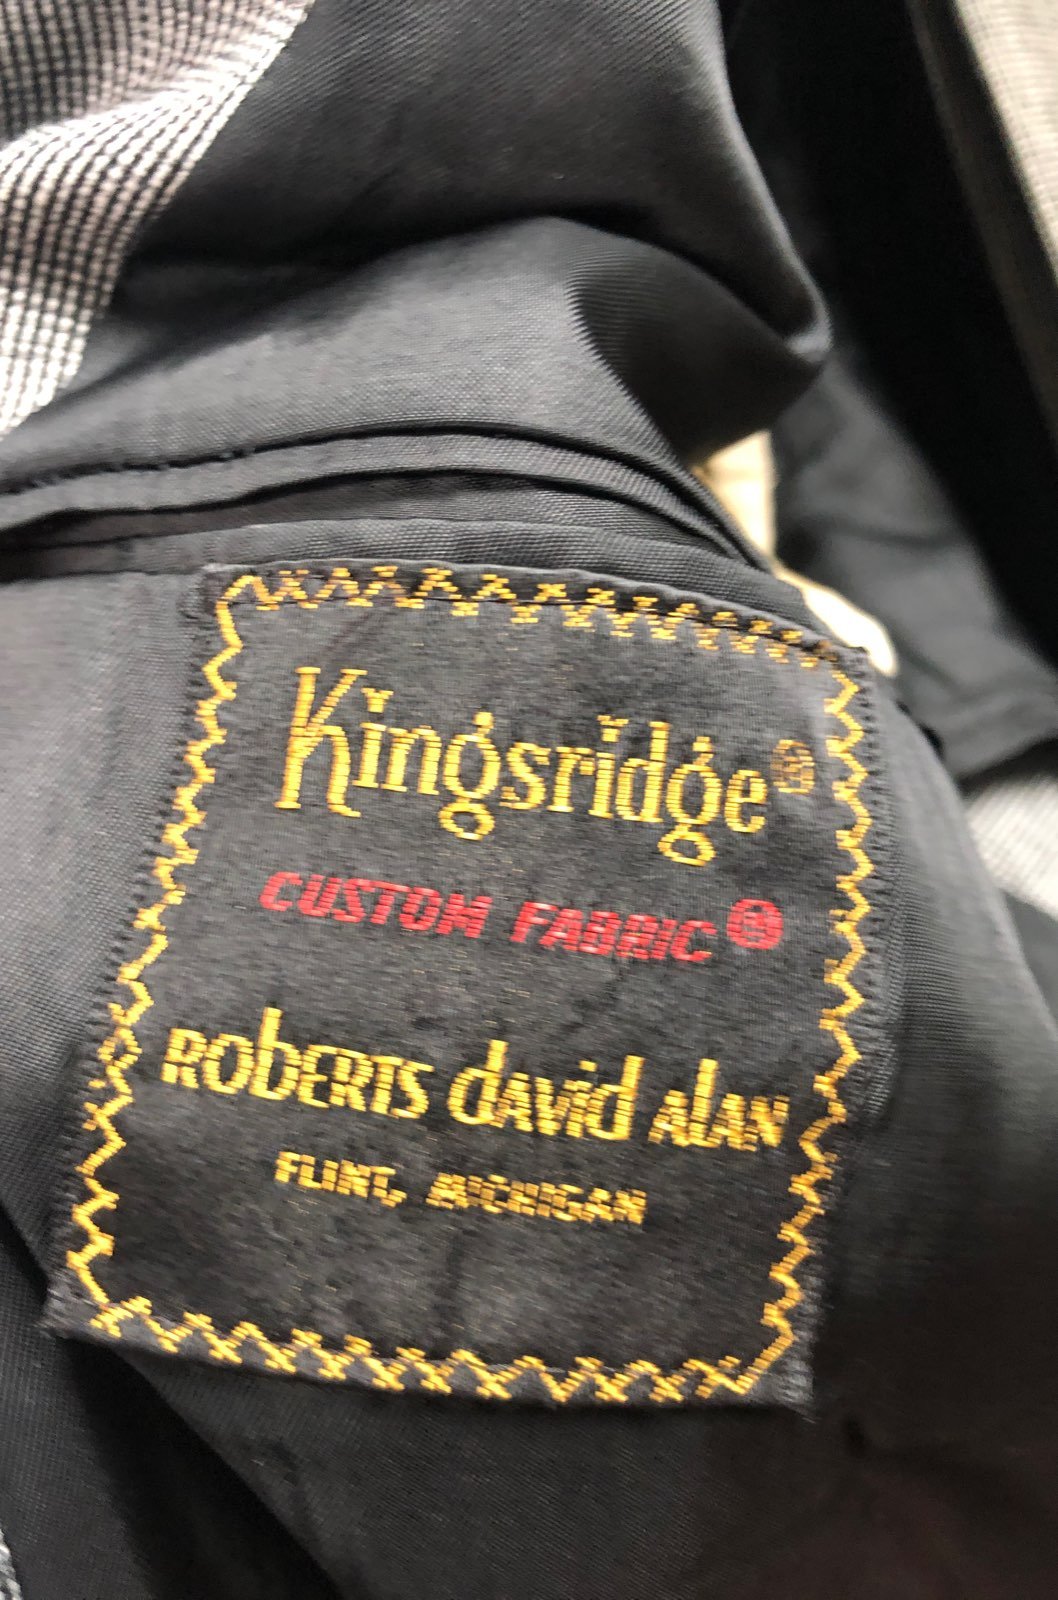 Kingsridge®
CUSTOM FABRIC®
ROBERTS dAVid AlAN
FLINT, MICHIGAN